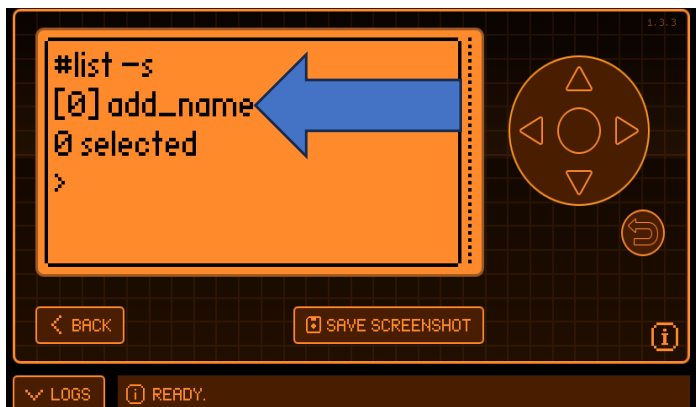 1.3.3
#list -s
[0] add_name
0 selected
>
BACK
SAVE SCREENSHOT
LOGS
READY.